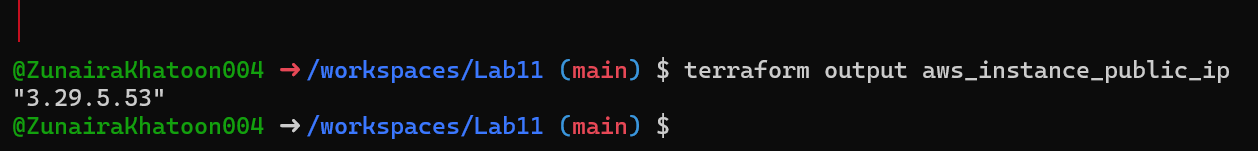 @ZunairaKhatoon004 ➜ /workspaces/Lab11 (main) $ terraform output aws_instance_public_ip
"3.29.5.53"
@ZunairaKhatoon004 ➜ /workspaces/Lab11 (main) $